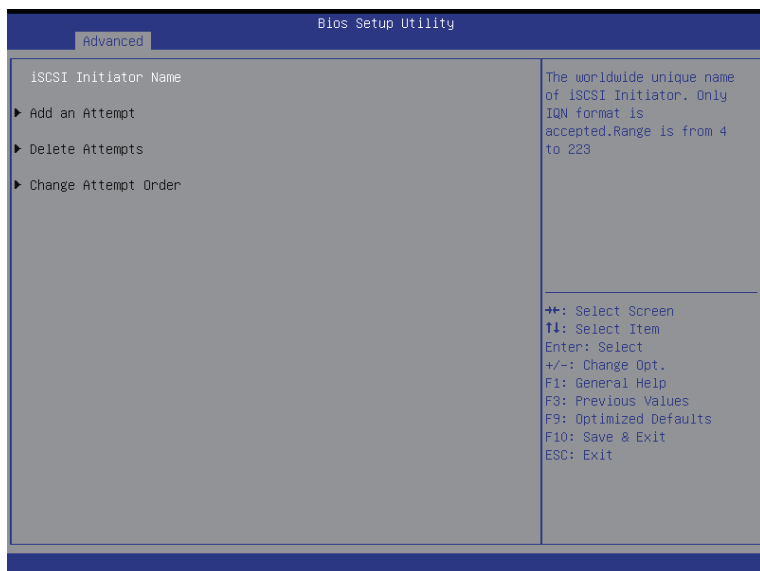 Bios Setup Utility
Advanced
iSCSI Initiator Name
▶ Add an Attempt
▶ Delete Attempts
▶ Change Attempt Order
The worldwide unique name
of iSCSI Initiator. Only
IQN format is
accepted.Range is from 4
to 223
→←: Select Screen
↑↓: Select Item
Enter: Select
+/-: Change Opt.
F1: General Help
F3: Previous Values
F9: Optimized Defaults
F10: Save & Exit
ESC: Exit